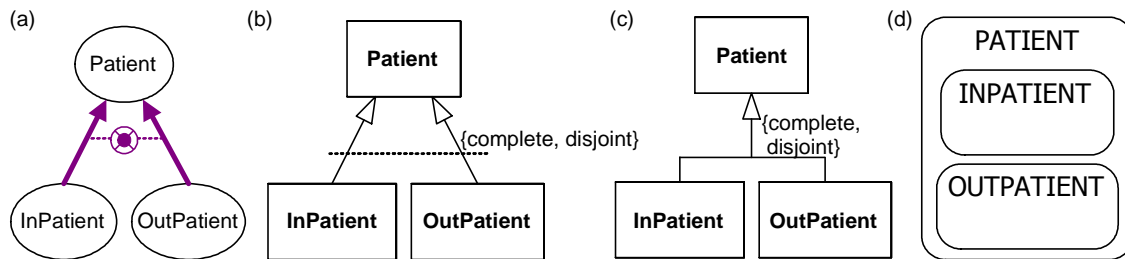 (a)
Patient
InPatient
OutPatient
(b)
Patient
{complete, disjoint}
InPatient
OutPatient
(c)
Patient
{complete,
disjoint}
InPatient
OutPatient
(d)
PATIENT
INPATIENT
OUTPATIENT